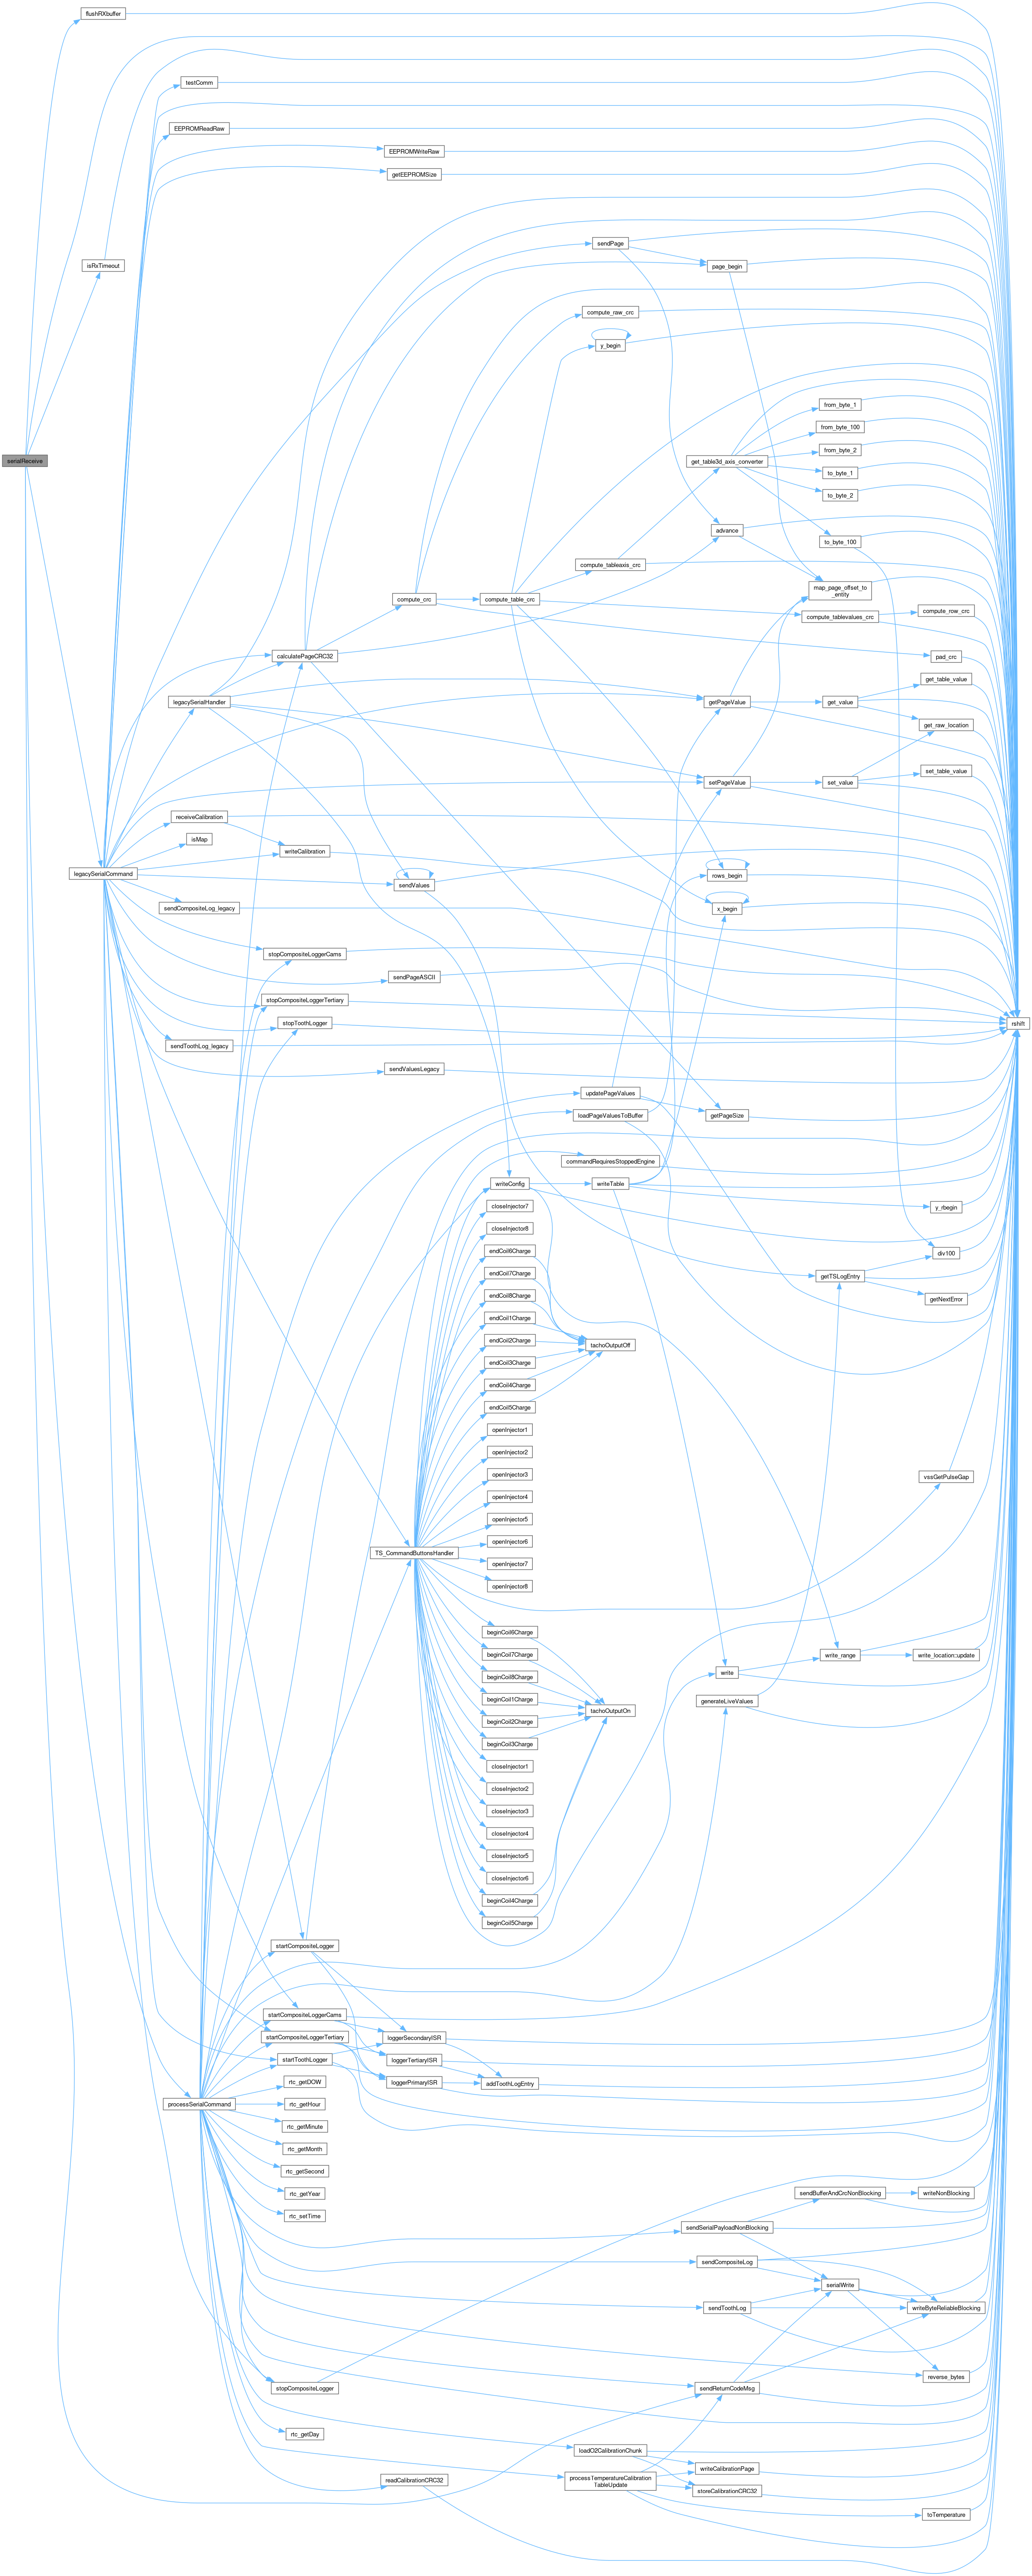 flushRXbuffer
testComm
EEPROMReadRaw
EEPROMWriteRaw
getEEPROMSize
sendPage
isRxTimeout
page_begin
compute_raw_crc
y_begin
from_byte_1
from_byte_100
from_byte_2
serialReceive
get_table3d_axis_converter
to_byte_1
to_byte_2
advance
to_byte_100
compute_tableaxis_crc
map_page_offset_to
_entity
compute_crc
compute_table_crc
compute_row_crc
compute_tablevalues_crc
calculatePageCRC32
pad_crc
get_table_value
legacySerialHandler
getPageValue
get_value
get_raw_location
set_table_value
setPageValue
set_value
receiveCalibration
isMap
writeCalibration
legacySerialCommand
rows_begin
sendValues
sendCompositeLog_legacy
x_begin
stopCompositeLoggerCams
sendPageASCII
stopCompositeLoggerTertiary
stopToothLogger
rshift
sendToothLog_legacy
sendValuesLegacy
updatePageValues
loadPageValuesToBuffer
getPageSize
commandRequiresStoppedEngine
writeConfig
writeTable
closeInjector7
y_rbegin
closeInjector8
endCoil6Charge
div100
endCoil7Charge
getTSLogEntry
endCoil8Charge
getNextError
endCoil1Charge
endCoil2Charge
tachoOutputOff
endCoil3Charge
endCoil4Charge
endCoil5Charge
openInjector1
openInjector2
openInjector3
vssGetPulseGap
openInjector4
openInjector5
openInjector6
TS_CommandButtonsHandler
openInjector7
openInjector8
beginCoil6Charge
beginCoil7Charge
write_range
write_location::update
beginCoil8Charge
write
beginCoil1Charge
generateLiveValues
beginCoil2Charge
tachoOutputOn
beginCoil3Charge
closeInjector1
closeInjector2
closeInjector3
closeInjector4
closeInjector5
closeInjector6
beginCoil4Charge
beginCoil5Charge
startCompositeLogger
startCompositeLoggerCams
startCompositeLoggerTertiary
loggerSecondaryISR
startToothLogger
loggerTertiaryISR
rtc_getDOW
loggerPrimaryISR
addToothLogEntry
processSerialCommand
rtc_getHour
rtc_getMinute
rtc_getMonth
rtc_getSecond
rtc_getYear
sendBufferAndCrcNonBlocking
writeNonBlocking
rtc_setTime
sendSerialPayloadNonBlocking
sendCompositeLog
serialWrite
sendToothLog
writeByteReliableBlocking
reverse_bytes
stopCompositeLogger
sendReturnCodeMsg
rtc_getDay
loadO2CalibrationChunk
writeCalibrationPage
readCalibrationCRC32
processTemperatureCalibration
TableUpdate
storeCalibrationCRC32
toTemperature